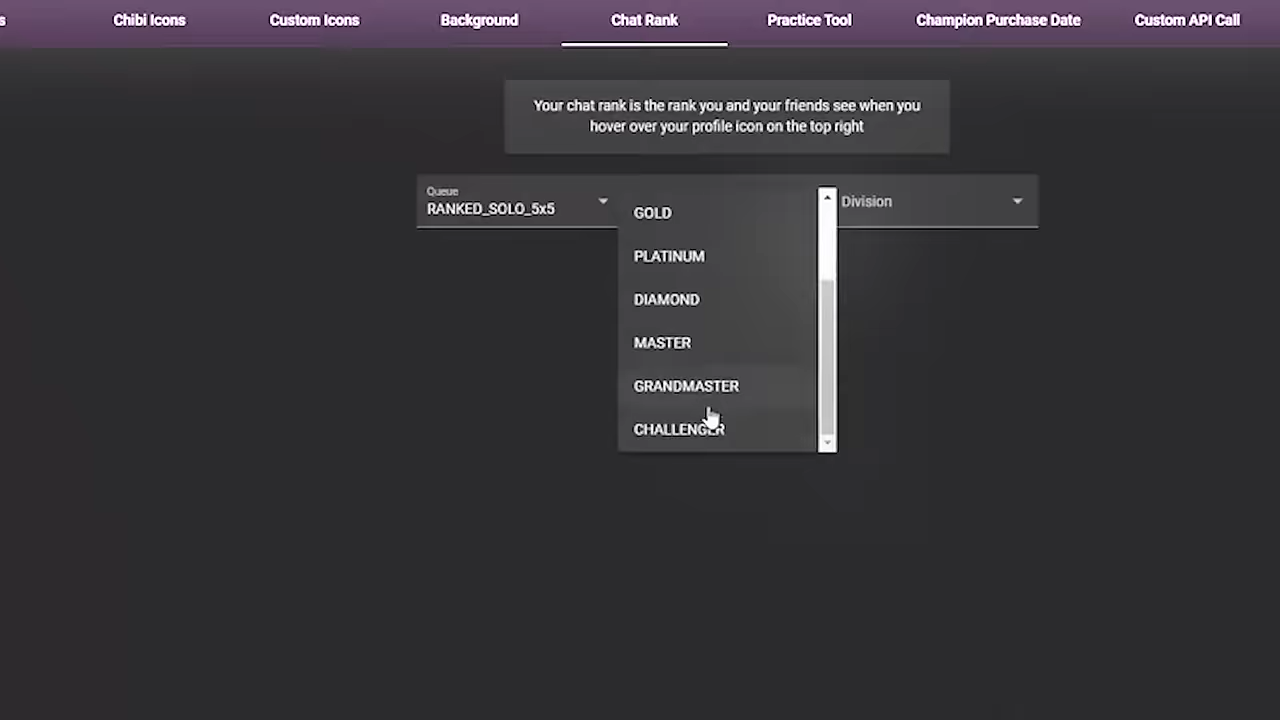 s
Chibi Icons
Custom Icons
Background
Chat Rank
Practice Tool
Champion Purchase Date
Custom API Call
Your chat rank is the rank you and your friends see when you
hover over your profile icon on the top right
Queue
RANKED_SOLO_5x5
GOLD
PLATINUM
DIAMOND
MASTER
GRANDMASTER
CHALLENGER
Division